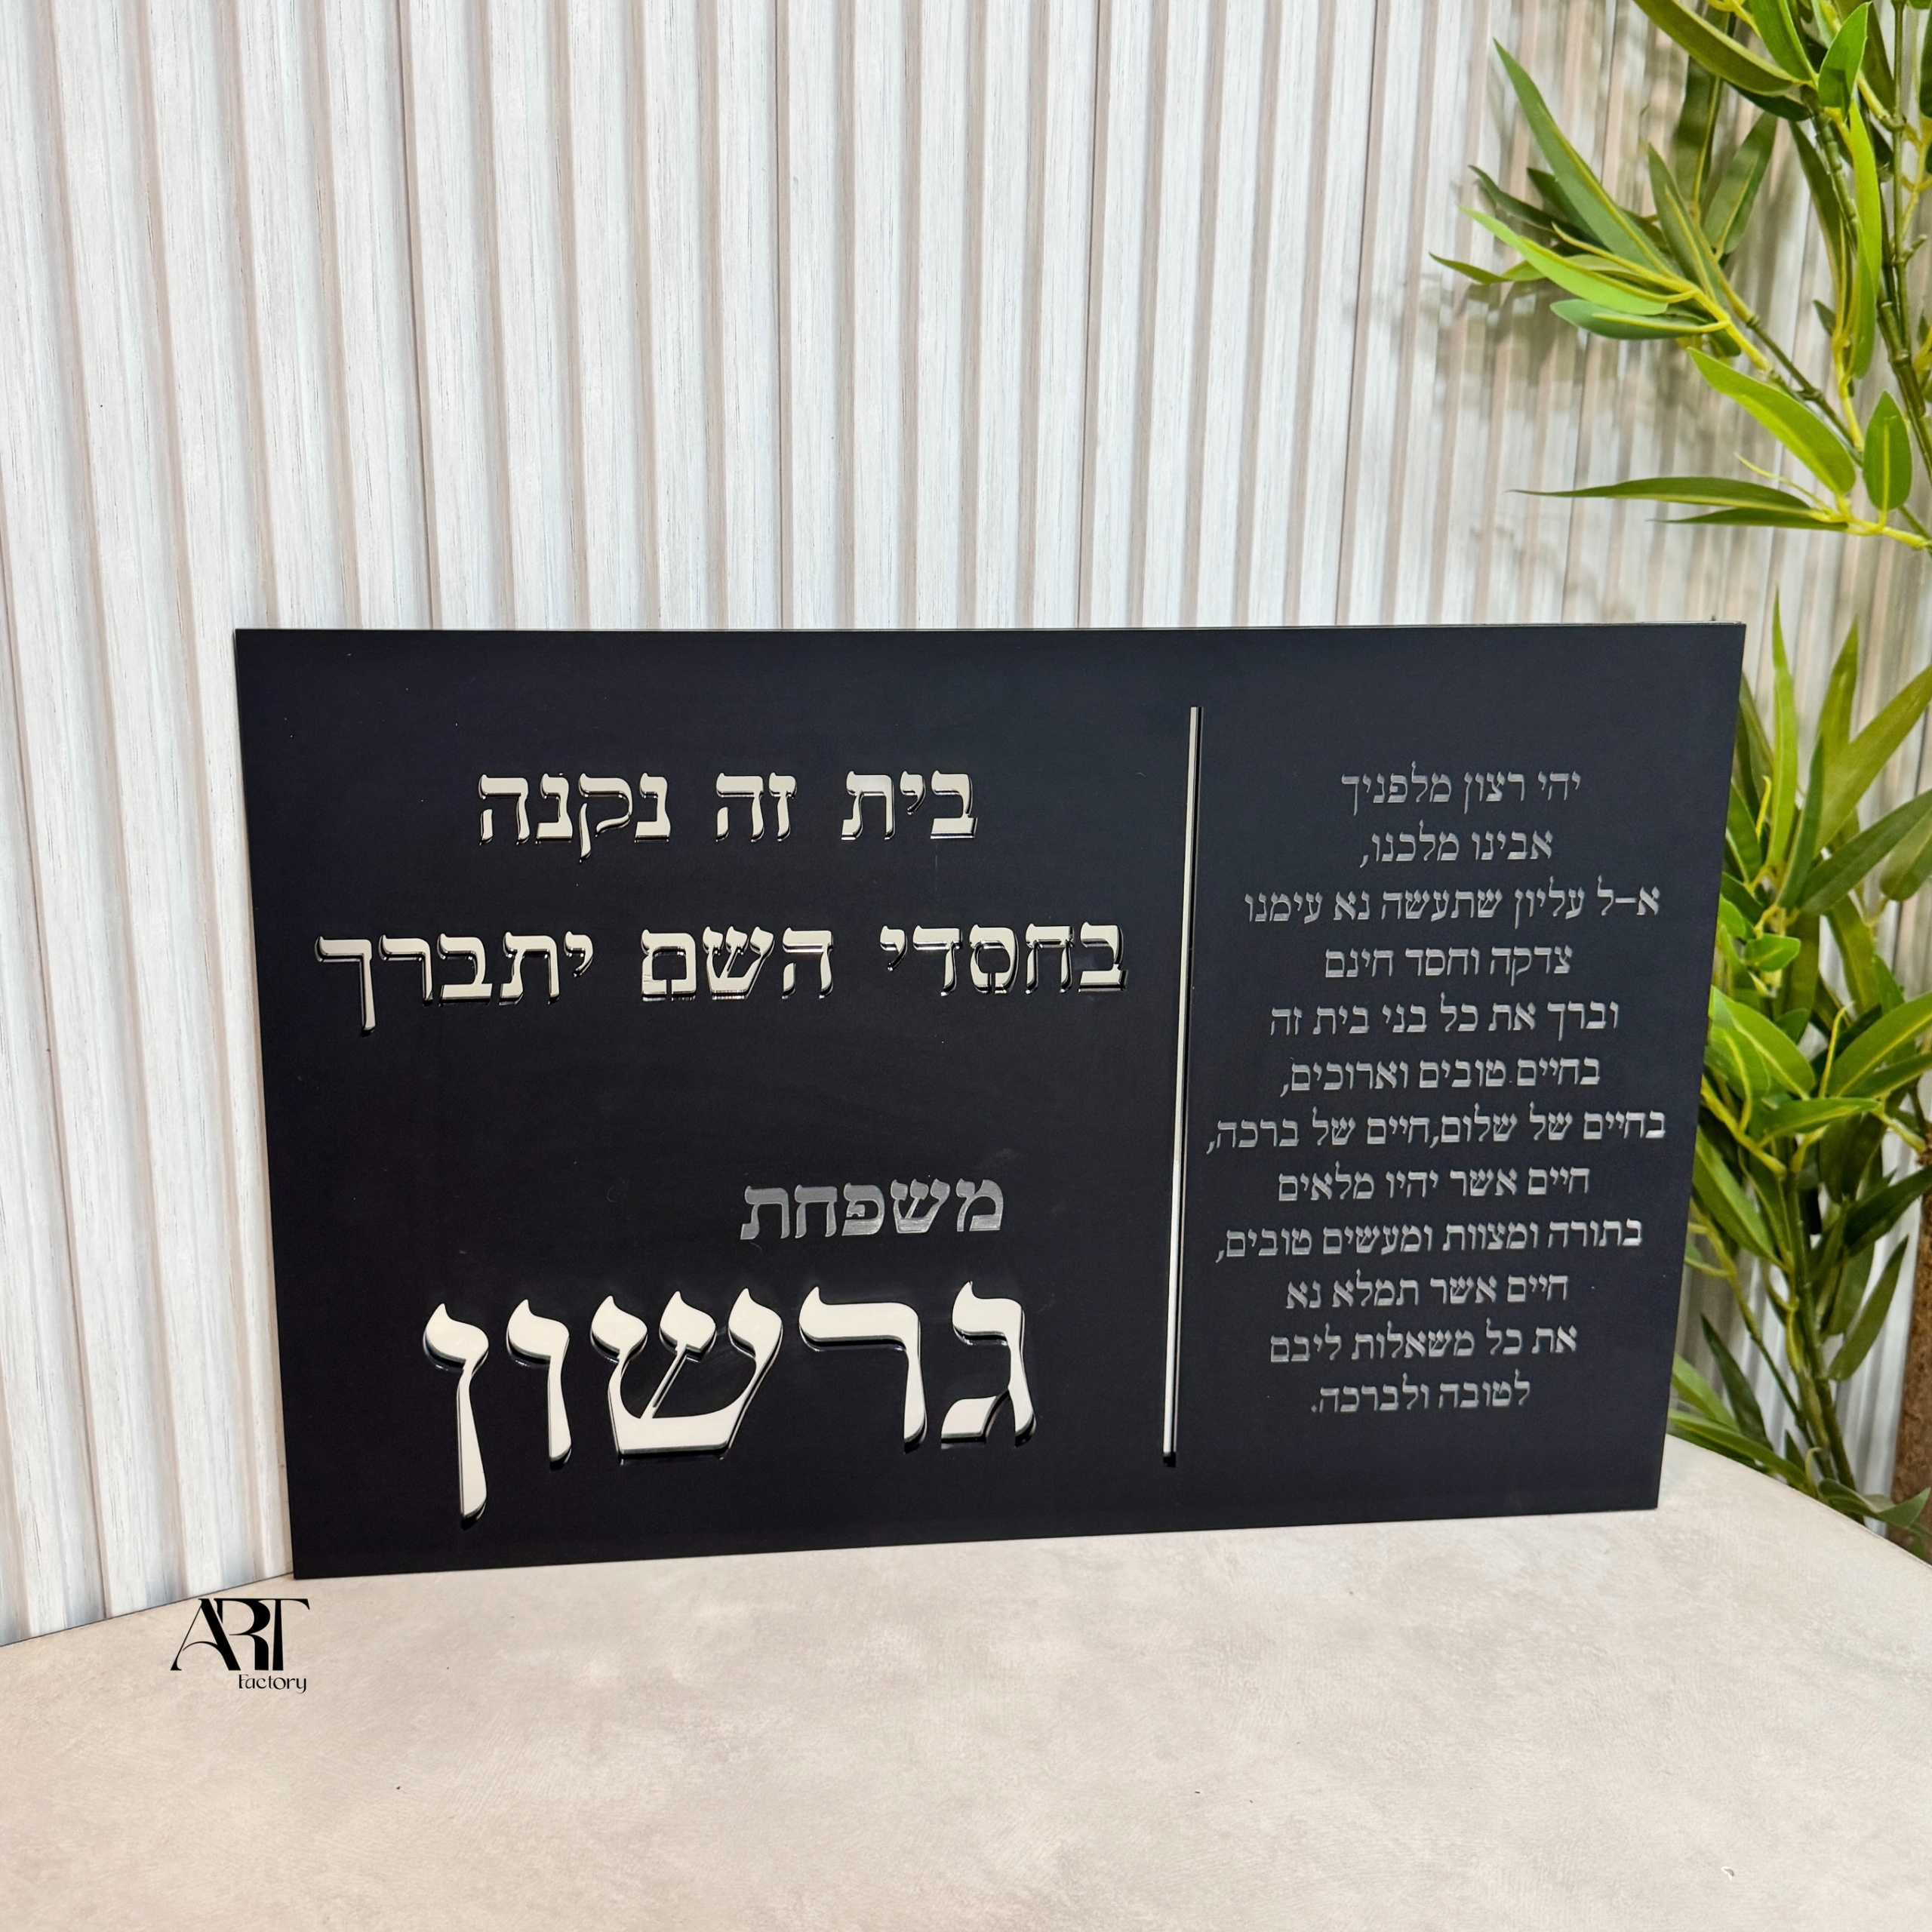 יהי רצון מלפניך
אבינו מלכנו,
א-ל עליון שתעשה נא עימנו
צדקה וחסד חינם
וברך את כל בני בית זה
בחיים טובים וארוכים,
בחיים של שלום,חיים של ברכה,
חיים אשר יהיו מלאים
בתורה ומצוות ומעשים טובים,
חיים אשר תמלא נא
את כל משאלות ליבם
לטובה ולברכה.
בית זה נקנה
בחסדי השם יתברך
משפחת
גרשון
ART
Factory